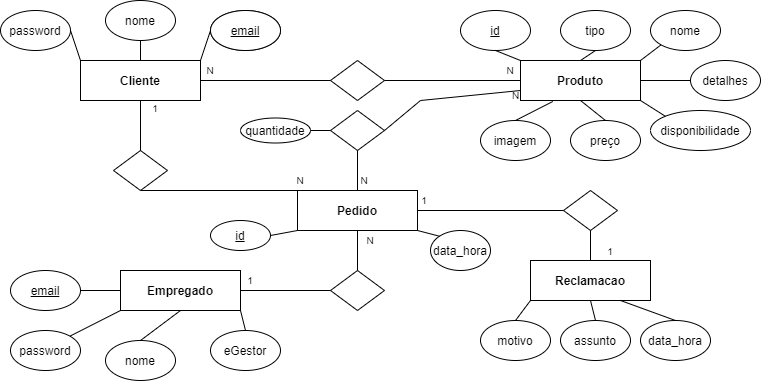 password
nome
email
id
tipo
nome
Cliente
N
N
Produto
detalhes
1
N
quantidade
imagem
preço
disponibilidade
N
N
1
Pedido
id
N
data_hora
1
Empregado
1
Reclamacao
email
password
nome
eGestor
motivo
assunto
data_hora